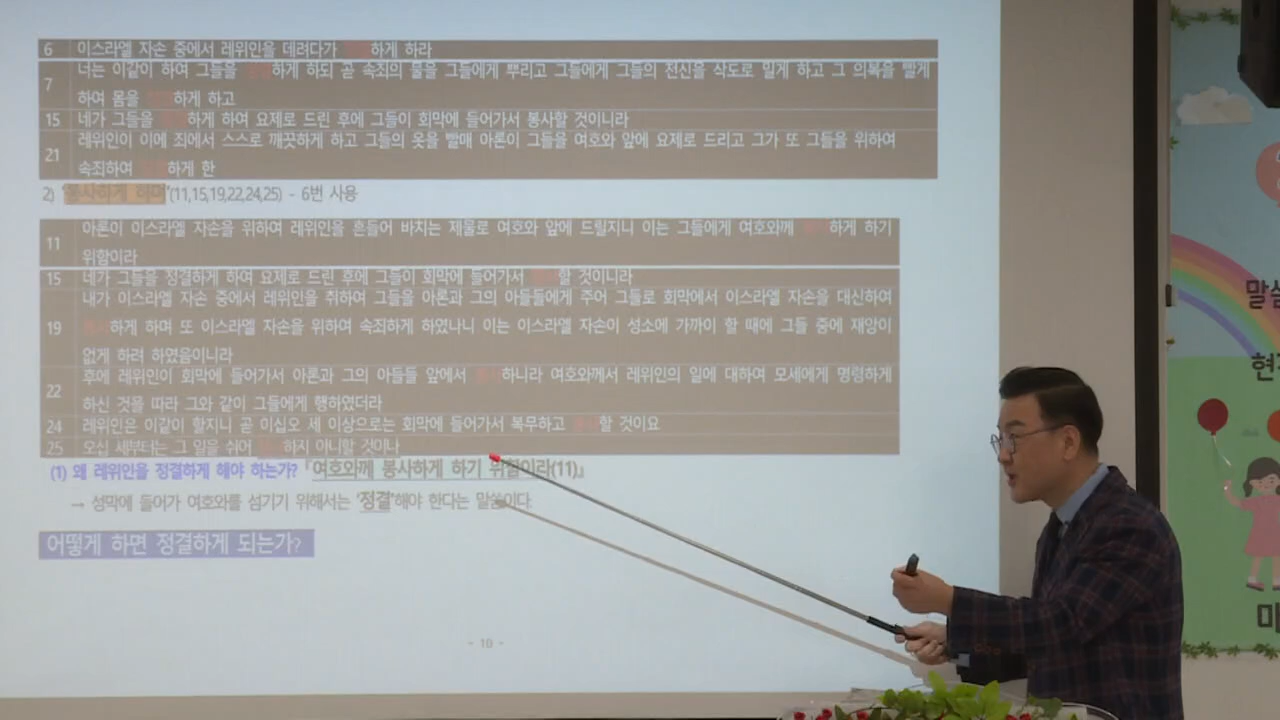 6 이스라엘 자손 중에서 레위인을 데려다가 하게 하라
7 너는 이같이 하여 그들을 하게 하되 곧 속죄의 물을 그들에게 뿌리고 그들에게 그들의 전신을 삭도로 밀게 하고 그 의복을 빨게
하여 몸을 하게 하고
15 네가 그들을 하게 하여 요제로 드린 후에 그들이 회막에 들어가서 봉사할 것이니라
21 레위인이 이에 죄에서 스스로 깨끗하게 하고 그들의 옷을 빨매 아론이 그들을 여호와 앞에 요제로 드리고 그가 또 그들을 위하여
속죄하여 하게 한
2) '봉사하게 하며'(11,15,19,22,24,25) - 6번 사용
11 아론이 이스라엘 자손을 위하여 레위인을 흔들어 바치는 제물로 여호와 앞에 드릴지니 이는 그들에게 여호와께 하게 하기
위함이라
15 네가 그들을 정결하게 하여 요제로 드린 후에 그들이 회막에 들어가서 할 것이니라
19 내가 이스라엘 자손 중에서 레위인을 취하여 그들을 아론과 그의 아들들에게 주어 그들로 회막에서 이스라엘 자손을 대신하여
하게 하며 또 이스라엘 자손을 위하여 속죄하게 하였나니 이는 이스라엘 자손이 성소에 가까이 할 때에 그들 중에 재앙이
없게 하려 하였음이니라
22 후에 레위인이 회막에 들어가서 아론과 그의 아들들 앞에서 하니라 여호와께서 레위인의 일에 대하여 모세에게 명령하게
하신 것을 따라 그와 같이 그들에게 행하였더라
24 레위인은 이같이 할지니 곧 이십오 세 이상으로는 회막에 들어가서 복무하고 할 것이요
25 오십 세부터는 그 일을 쉬어 하지 아니할 것이나
(1) 왜 레위인을 정결하게 해야 하는가? 「여호와께 봉사하게 하기 위함이라(11)」
→ 성막에 들어가 여호와를 섬기기 위해서는 '정결'해야 한다는 말씀이다.
어떻게 하면 정결하게 되는가?
- 10 -